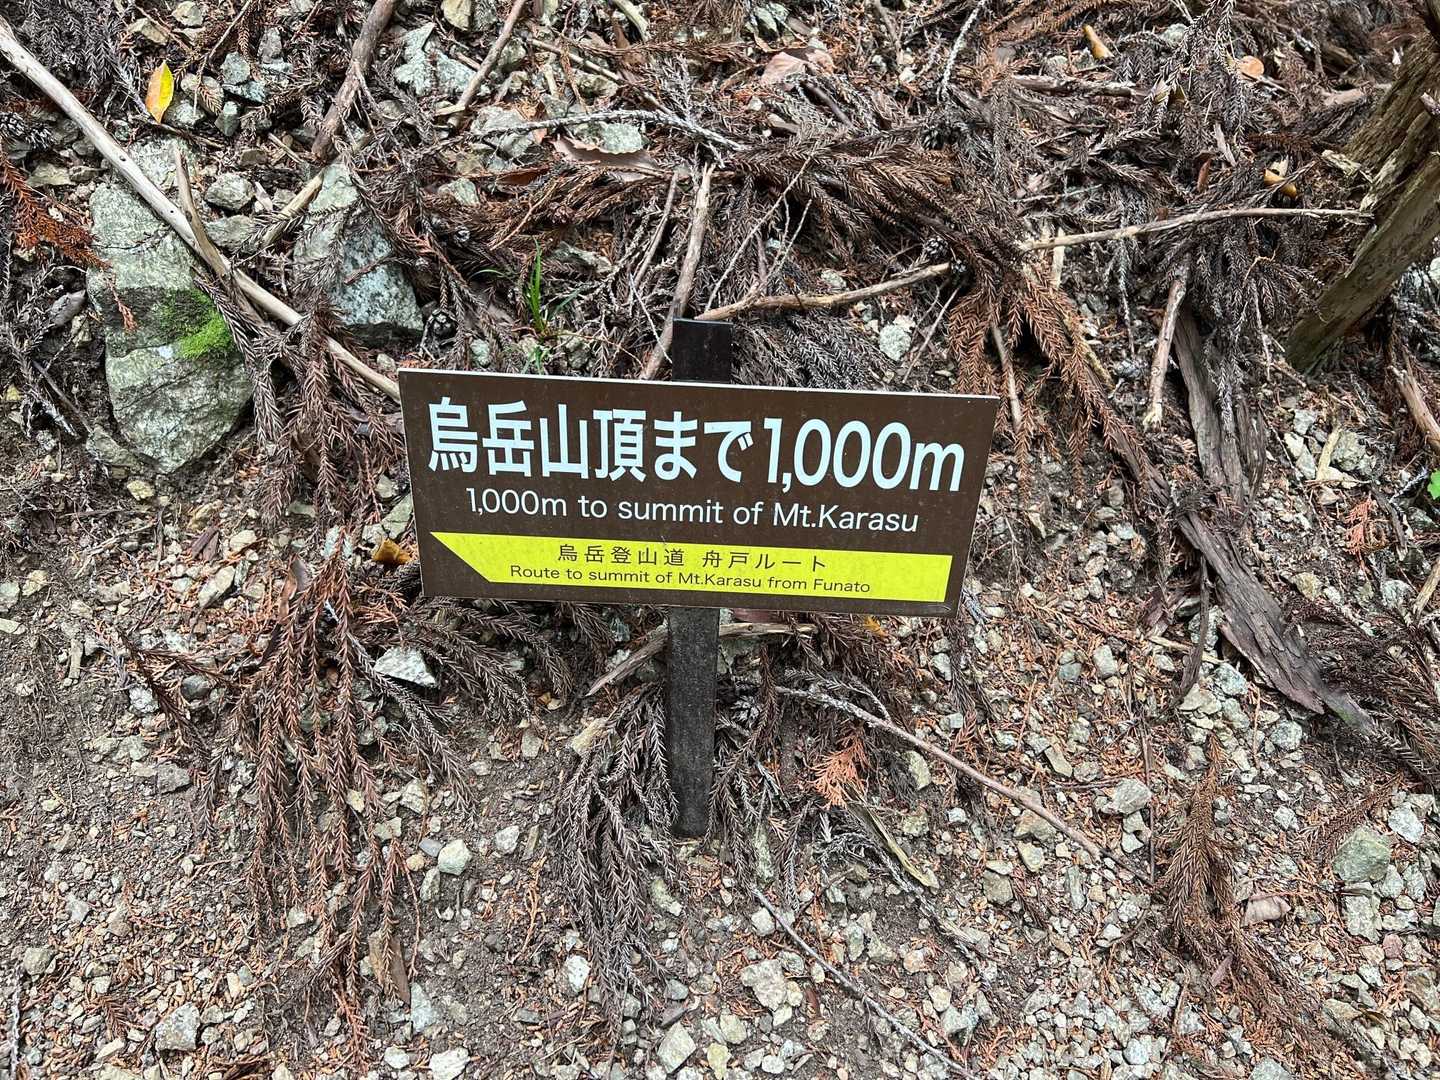 烏岳山頂まで1,000m
1,000m to summit of Mt.Karasu
烏岳登山道 舟戸ルート
Route to summit of Mt.Karasu from Funato